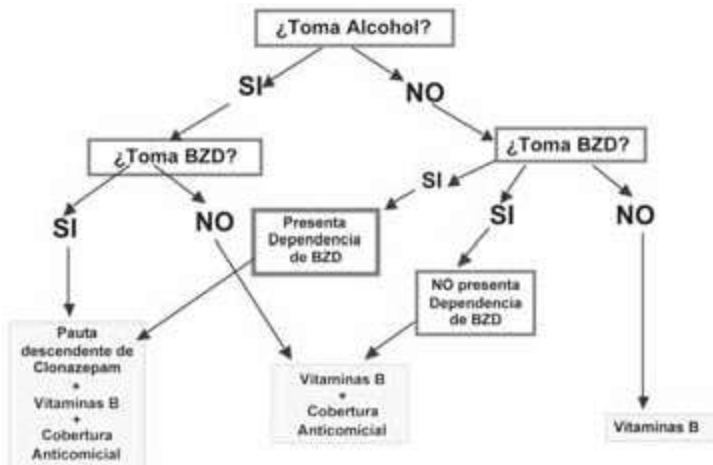 ¿Toma Alcohol?
SI
NO
¿Toma BZD?
¿Toma BZD?
SI
SI
NO
SI
NO
Presenta
Dependencia
de BZD
NO presenta
Dependencia
de BZD
Pauta
descendente de
Clonazepam
+
Vitaminas B
+
Cobertura
Anticomicial
Vitaminas B
+
Cobertura
Anticomicial
Vitaminas B